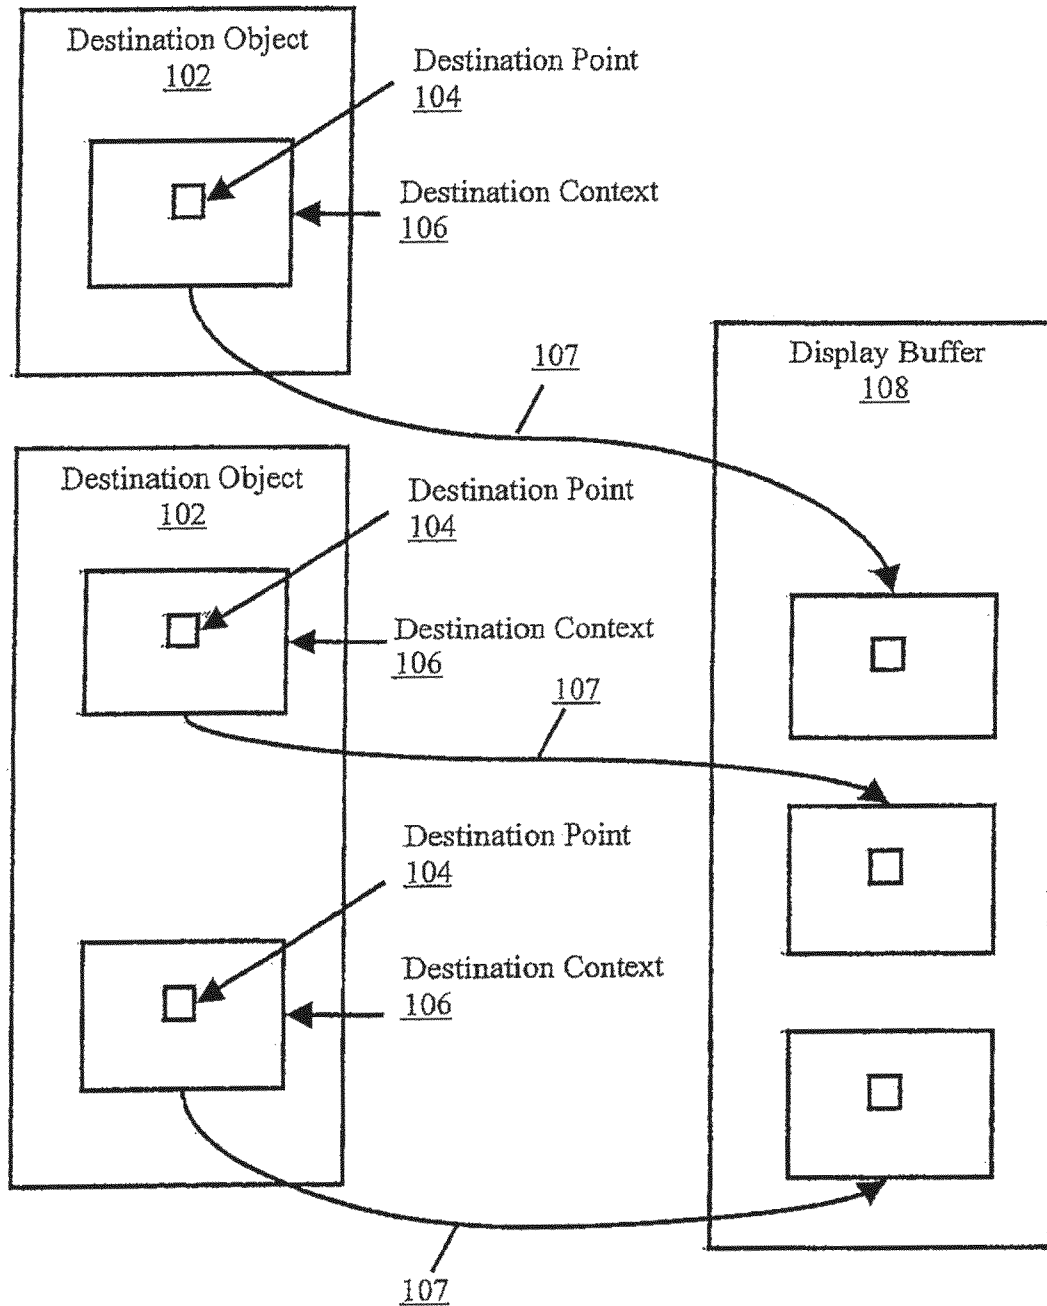 Destination Object
102
Destination Point
104
Destination Context
106
107
Display Buffer
108
Destination Object
102
Destination Point
104
Destination Context
106
107
Destination Point
104
Destination Context
106
107